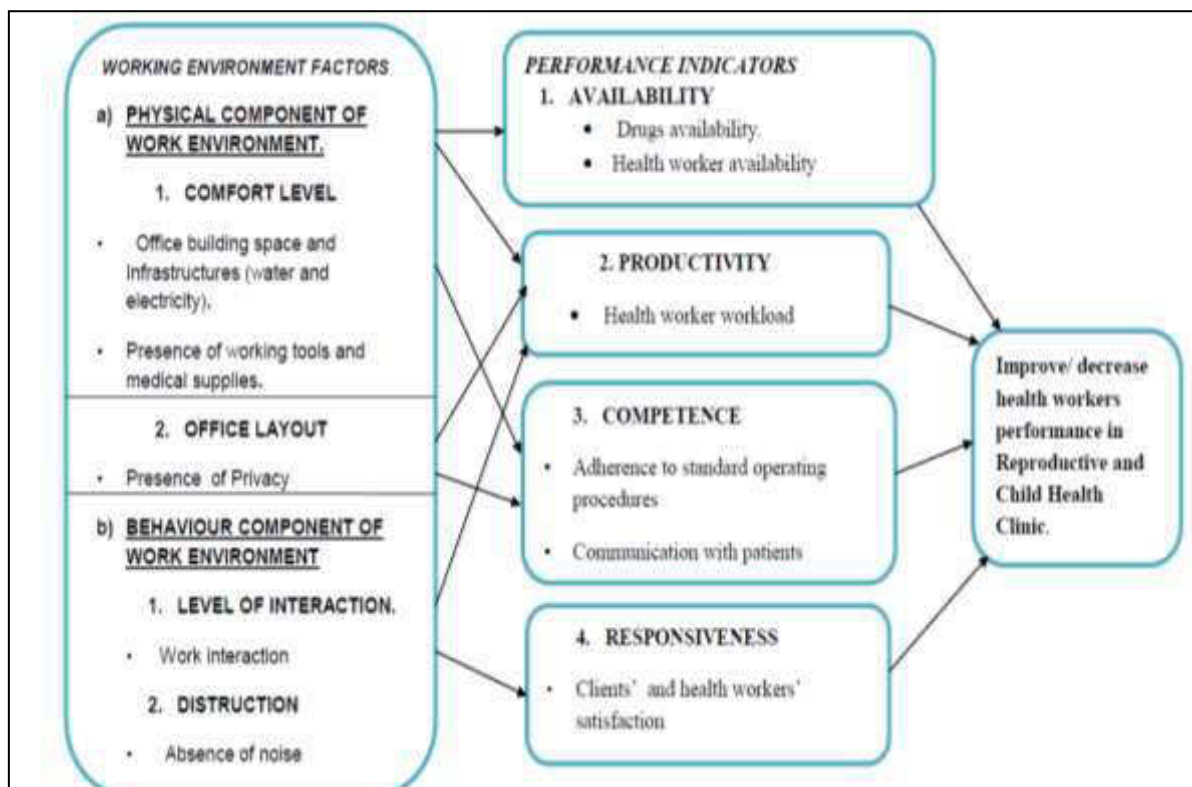 WORKING ENVIRONMENT FACTORS
a) PHYSICAL COMPONENT OF
WORK ENVIRONMENT.
1. COMFORT LEVEL
• Office building space and
Infrastructures (water and
electricity).
• Presence of working tools and
medical supplies.
2. OFFICE LAYOUT
• Presence of Privacy
b) BEHAVIOUR COMPONENT OF
WORK ENVIRONMENT
1. LEVEL OF INTERACTION.
• Work interaction
2. DISTRUCTION
• Absence of noise
PERFORMANCE INDICATORS
1. AVAILABILITY
• Drugs availability.
• Health worker availability
2. PRODUCTIVITY
• Health worker workload
3. COMPETENCE
• Adherence to standard operating
procedures
• Communication with patients
4. RESPONSIVENESS
• Clients' and health workers'
satisfaction
Improve/ decrease
health workers
performance in
Reproductive and
Child Health
Clinic.